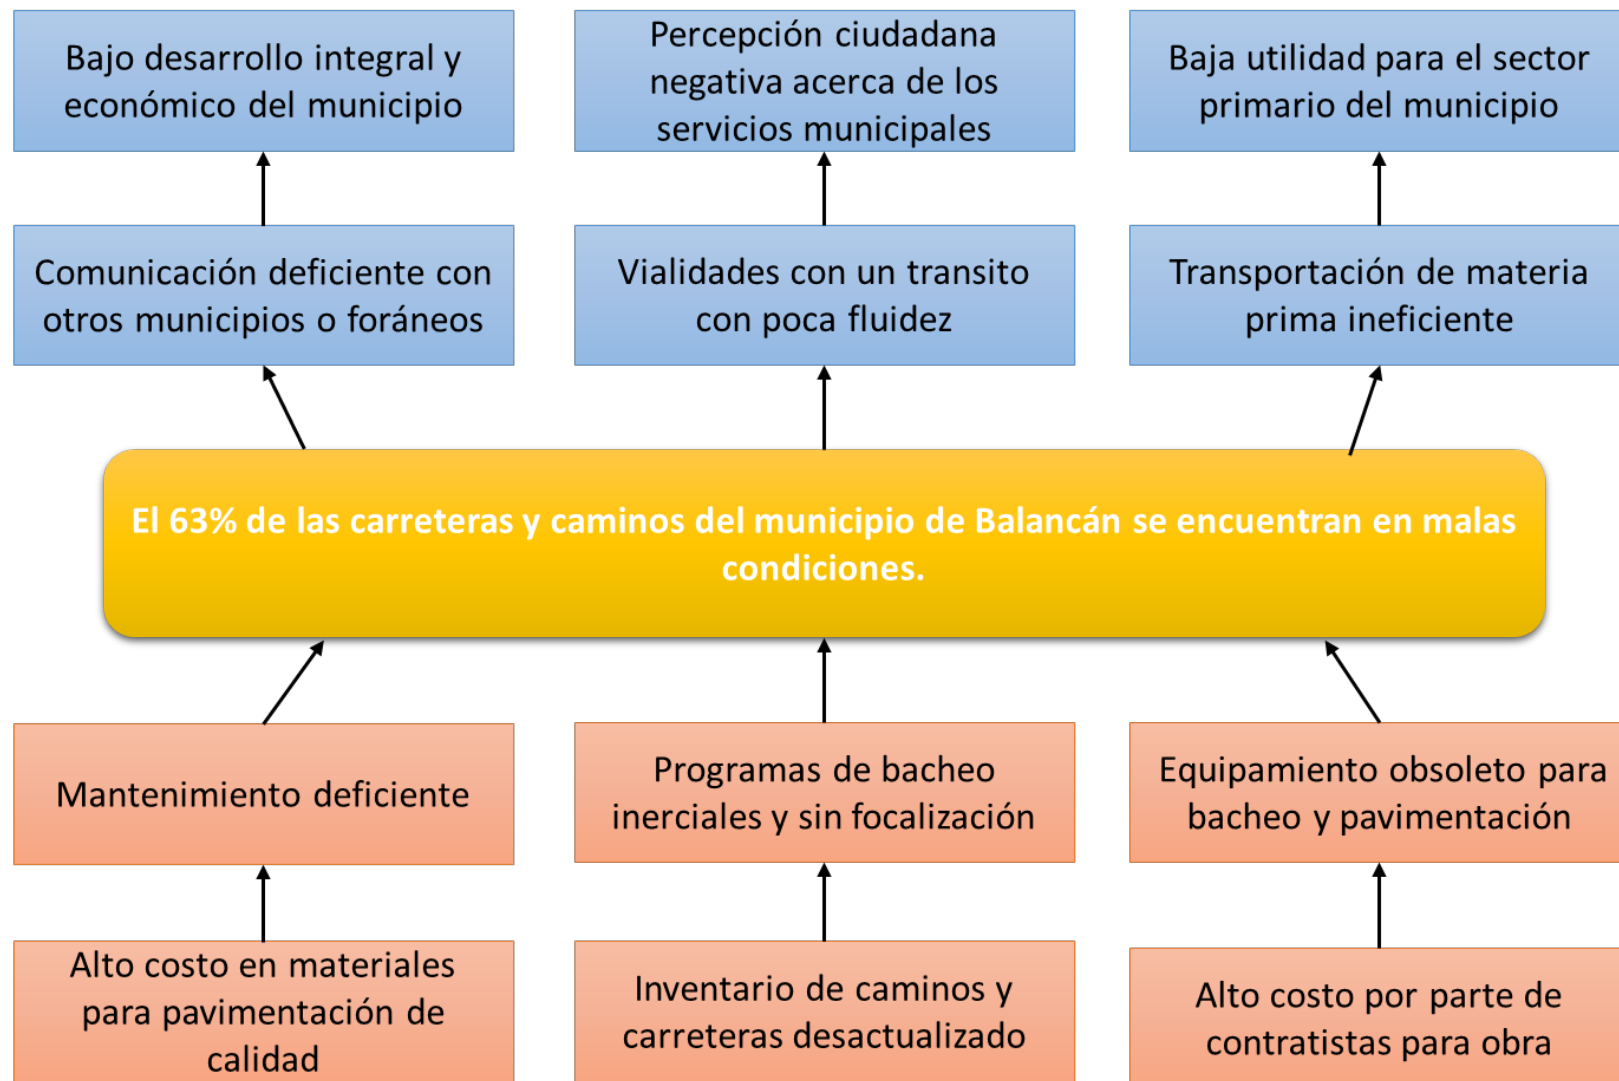 Bajo desarrollo integral y
económico del municipio
Percepción ciudadana
negativa acerca de los
servicios municipales
Baja utilidad para el sector
primario del municipio
Comunicación deficiente con
otros municipios o foráneos
Vialidades con un transito
con poca fluidez
Transportación de materia
prima ineficiente
El 63% de las carreteras y caminos del municipio de Balancán se encuentran en malas
condiciones.
Mantenimiento deficiente
Programas de bacheo
inerciales y sin focalización
Equipamiento obsoleto para
bacheo y pavimentación
Alto costo en materiales
para pavimentación de
calidad
Inventario de caminos y
carreteras desactualizado
Alto costo por parte de
contratistas para obra